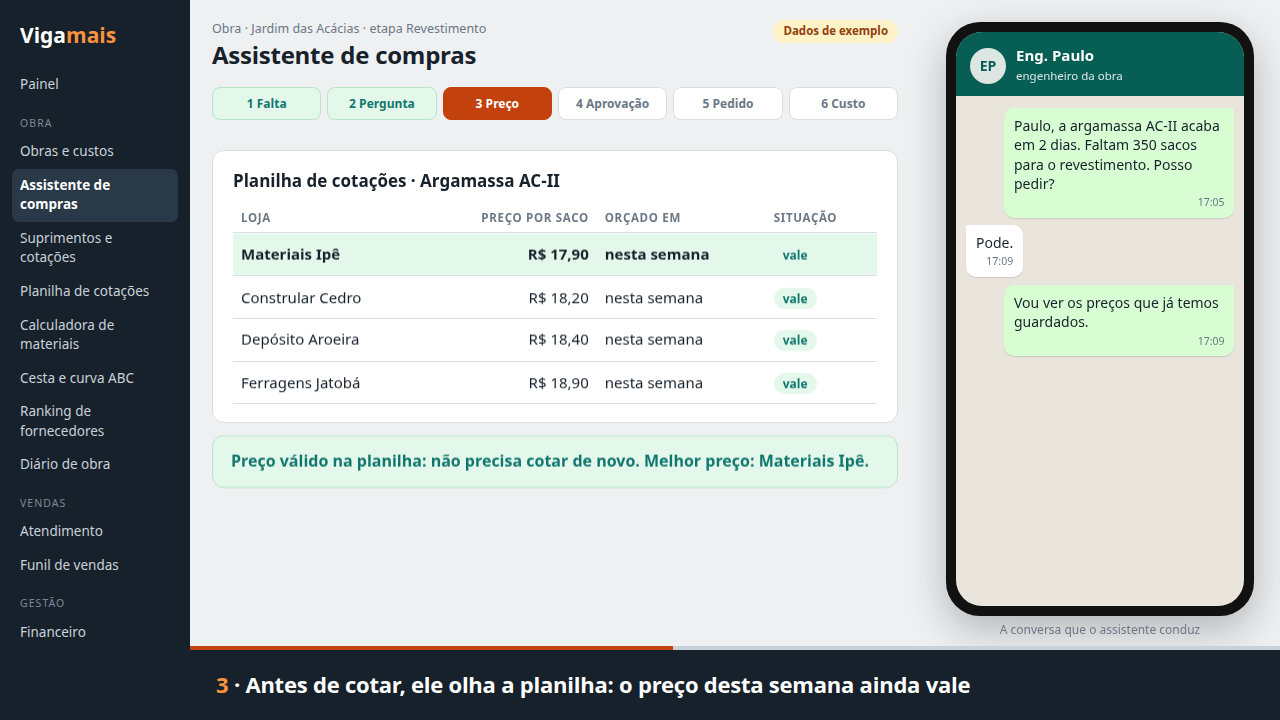 Vigamais
Painel
OBRA
Obras e custos
Assistente de
compras
Suprimentos e
cotações
Planilha de cotações
Calculadora de
materiais
Cesta e curva ABC
Ranking de
fornecedores
Diário de obra
VENDAS
Atendimento
Funil de vendas
GESTÃO
Financeiro
Obra · Jardim das Acácias · etapa Revestimento
Assistente de compras
Dados de exemplo
1 Falta
2 Pergunta
3 Preço
4 Aprovação
5 Pedido
6 Custo
Planilha de cotações · Argamassa AC-II
LOJA PREÇO POR SACO ORÇADO EM SITUAÇÃO
Materiais Ipê R$ 17,90 nesta semana vale
Constrular Cedro R$ 18,20 nesta semana vale
Depósito Aroeira R$ 18,40 nesta semana vale
Ferragens Jatobá R$ 18,90 nesta semana vale
Preço válido na planilha: não precisa cotar de novo. Melhor preço: Materiais Ipê.
EP
Eng. Paulo
engenheiro da obra
Paulo, a argamassa AC-II acaba
em 2 dias. Faltam 350 sacos
para o revestimento. Posso
pedir?
17:05
Pode.
17:09
Vou ver os preços que já temos
guardados.
17:09
A conversa que o assistente conduz
3 · Antes de cotar, ele olha a planilha: o preço desta semana ainda vale